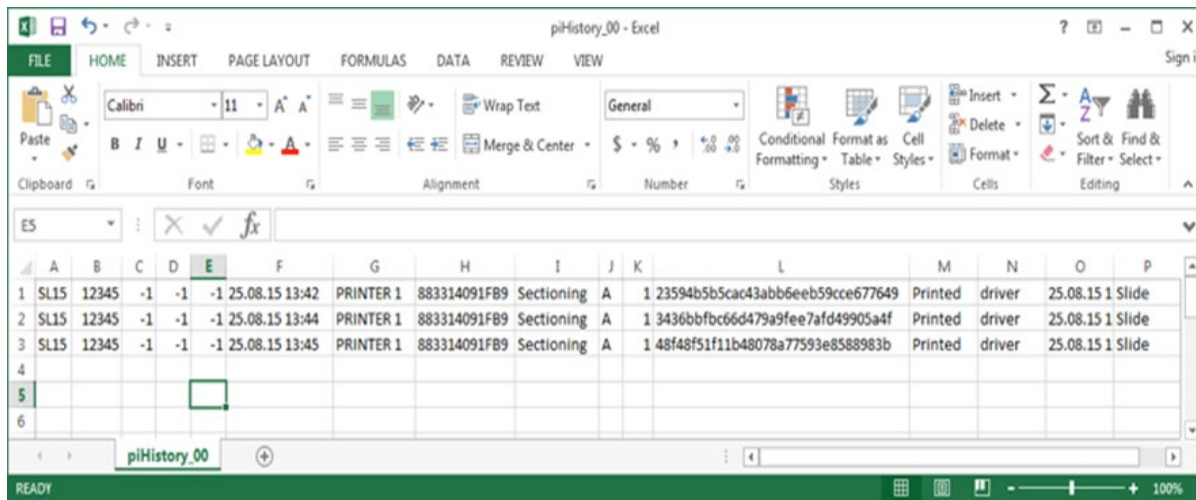 piHistory_00 - Excel
FILE HOME INSERT PAGE LAYOUT FORMULAS DATA REVIEW VIEW Sign i
Calibri 11 A A Wrap Text General Insert
Paste B I U A Merge & Center $ % , Conditional Format as Cell Delete Sort & Find &
Formatting Table Styles Format Filter Select
Clipboard Font Alignment Number Styles Cells Editing
E5 fx
A B C D E F G H I J K L M N O P
1 SL15 12345 -1 -1 -1 25.08.15 13:42 PRINTER 1 883314091FB9 Sectioning A 1 23594b5b5cac43abb6eeb59cce677649 Printed driver 25.08.15 1 Slide
2 SL15 12345 -1 -1 -1 25.08.15 13:44 PRINTER 1 883314091FB9 Sectioning A 1 3436bbfbc66d479a9fee7afd49905a4f Printed driver 25.08.15 1 Slide
3 SL15 12345 -1 -1 -1 25.08.15 13:45 PRINTER 1 883314091FB9 Sectioning A 1 48f48f51f11b48078a77593e8588983b Printed driver 25.08.15 1 Slide
4
5
6
piHistory_00
READY 100%